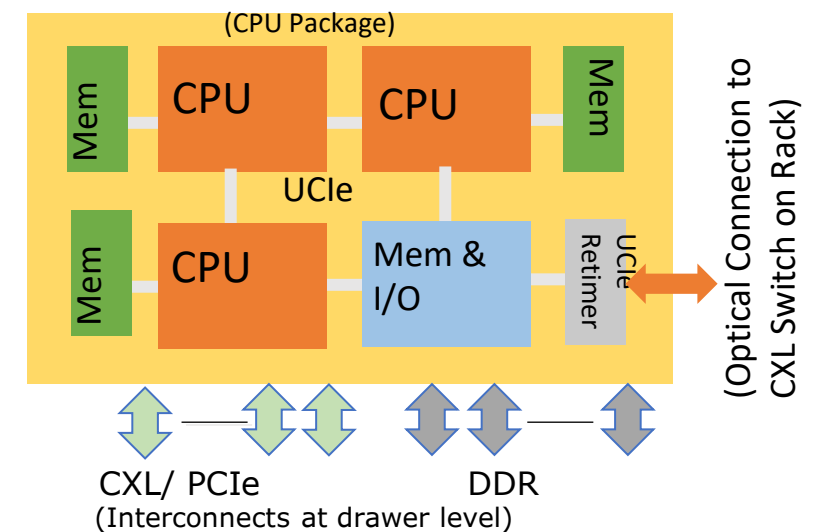 (CPU Package)
Mem
CPU
CPU
Mem
UCIe
Mem
CPU
Mem &
I/O
UCIe
Retimer
(Optical Connection to
CXL Switch on Rack)
CXL/ PCIe
DDR
(Interconnects at drawer level)